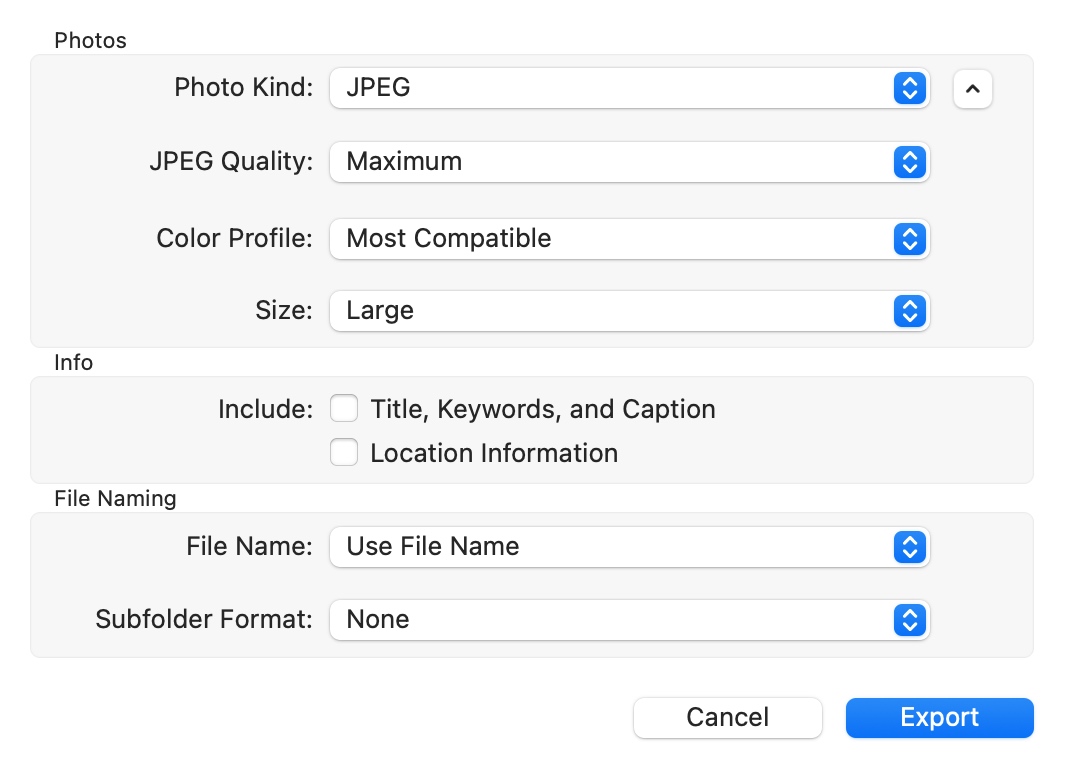 Photos
Photo Kind: JPEG
JPEG Quality: Maximum
Color Profile: Most Compatible
Size: Large
Info
Include: Title, Keywords, and Caption
Location Information
File Naming
File Name: Use File Name
Subfolder Format: None
Cancel Export